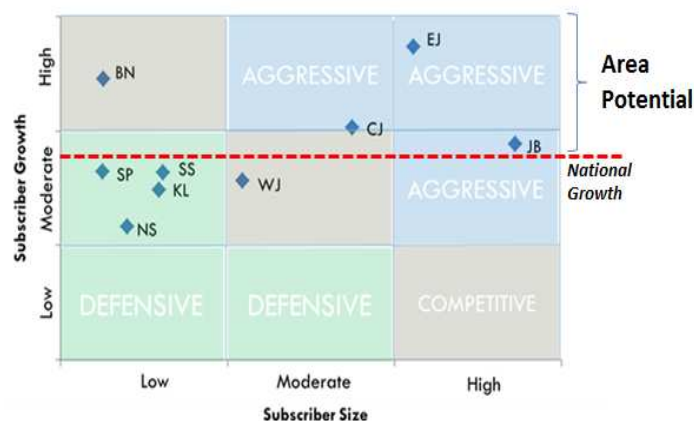 Subscriber Growth
High
Moderate
Low
BN
AGGRESSIVE
EJ
AGGRESSIVE
CJ
JB
Area
Potential
SP
SS
KL
NS
WJ
AGGRESSIVE
National
Growth
DEFENSIVE
DEFENSIVE
COMPETITIVE
Low
Moderate
High
Subscriber Size